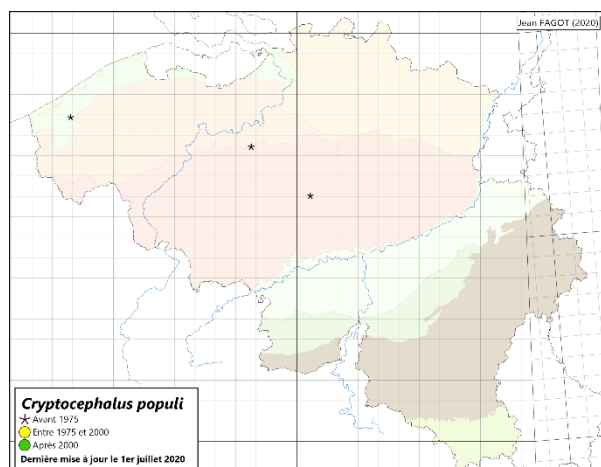 Jean FAGOT (2020)
Cryptocephalus populi
Avant 1975
Entre 1975 et 2000
Après 2000
Dernière mise à jour le 1er juillet 2020